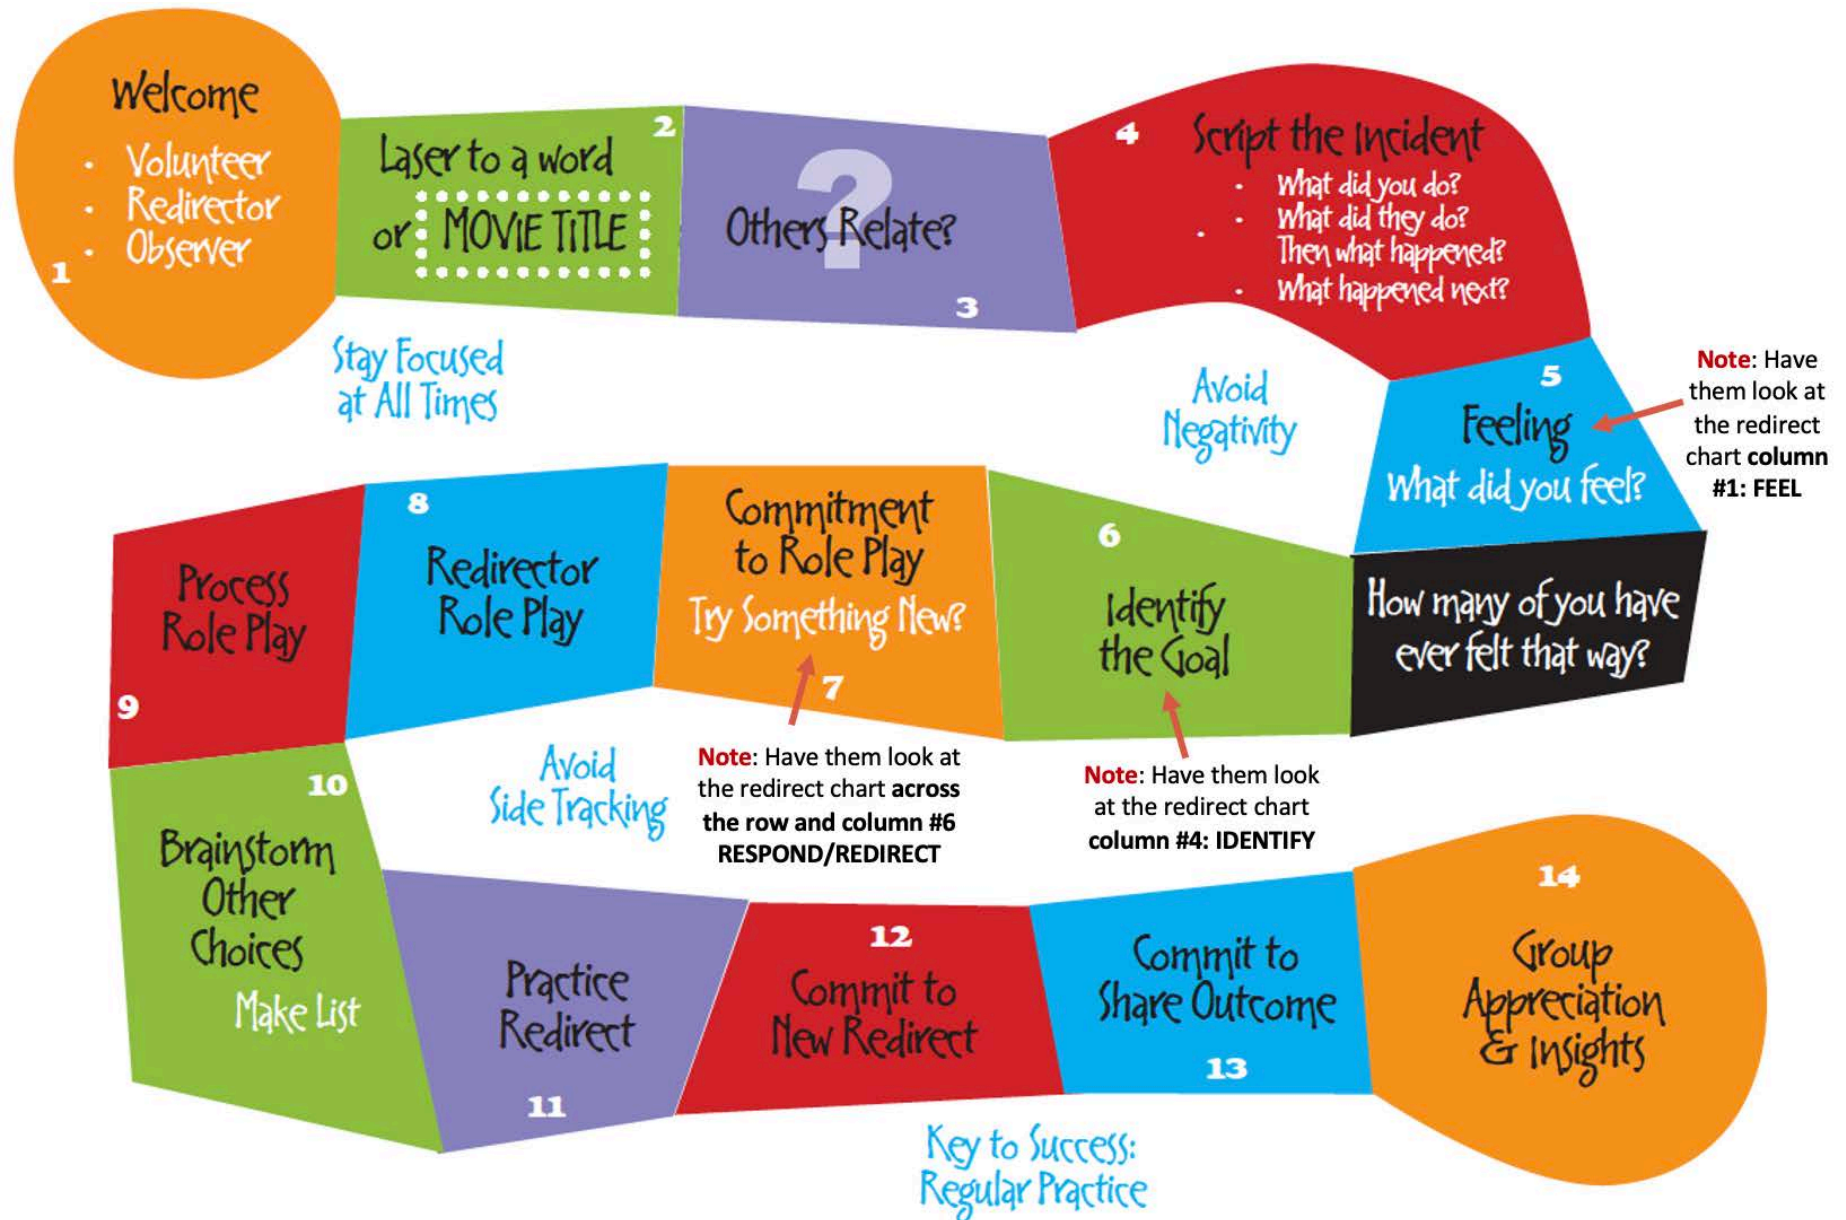 Welcome
· Volunteer
· Redirector
· Observer
1
2
Laser to a word
or MOVIE TITLE
?
Others Relate?
3
4
Script the Incident
· What did you do?
· What did they do?
· Then what happened?
· What happened next?
Stay Focused
at All Times
Avoid
Negativity
5
Feeling
What did you feel?
Note: Have
them look at
the redirect
chart column
#1: FEEL
How many of you have
ever felt that way?
6
Identify
the Goal
Note: Have them look
at the redirect chart
column #4: IDENTIFY
Commitment
to Role Play
Try Something New?
7
Note: Have them look at
the redirect chart across
the row and column #6
RESPOND/REDIRECT
8
Redirector
Role Play
Process
Role Play
9
Avoid
Side Tracking
10
Brainstorm
Other
Choices
Make List
Practice
Redirect
11
12
Commit to
New Redirect
Commit to
Share Outcome
13
14
Group
Appreciation
& Insights
Key to Success:
Regular Practice